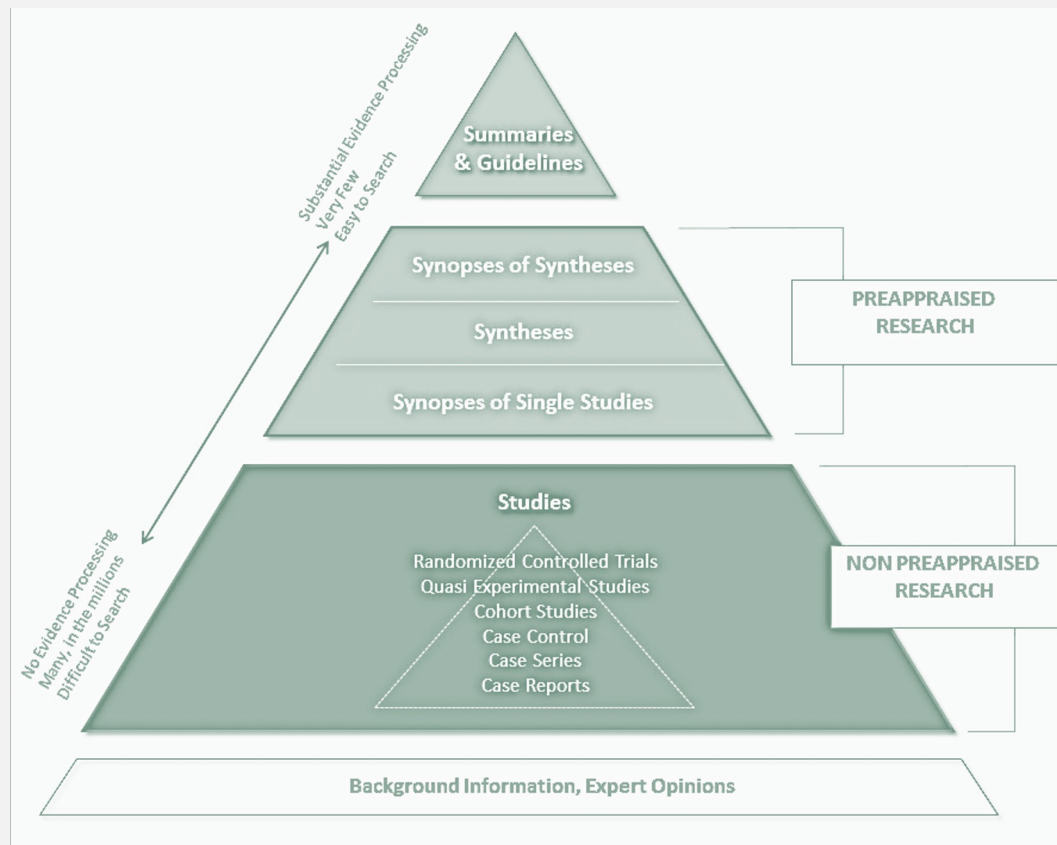 Substantial Evidence Processing
Very Few
Easy to Search
Summaries
& Guidelines
Synopses of Syntheses
Syntheses
Synopses of Single Studies
PREAPPRAISED
RESEARCH
Studies
Randomized Controlled Trials
Quasi Experimental Studies
Cohort Studies
Case Control
Case Series
Case Reports
NON PREAPPRAISED
RESEARCH
No Evidence Processing
Many, in the millions
Difficult to Search
Background Information, Expert Opinions